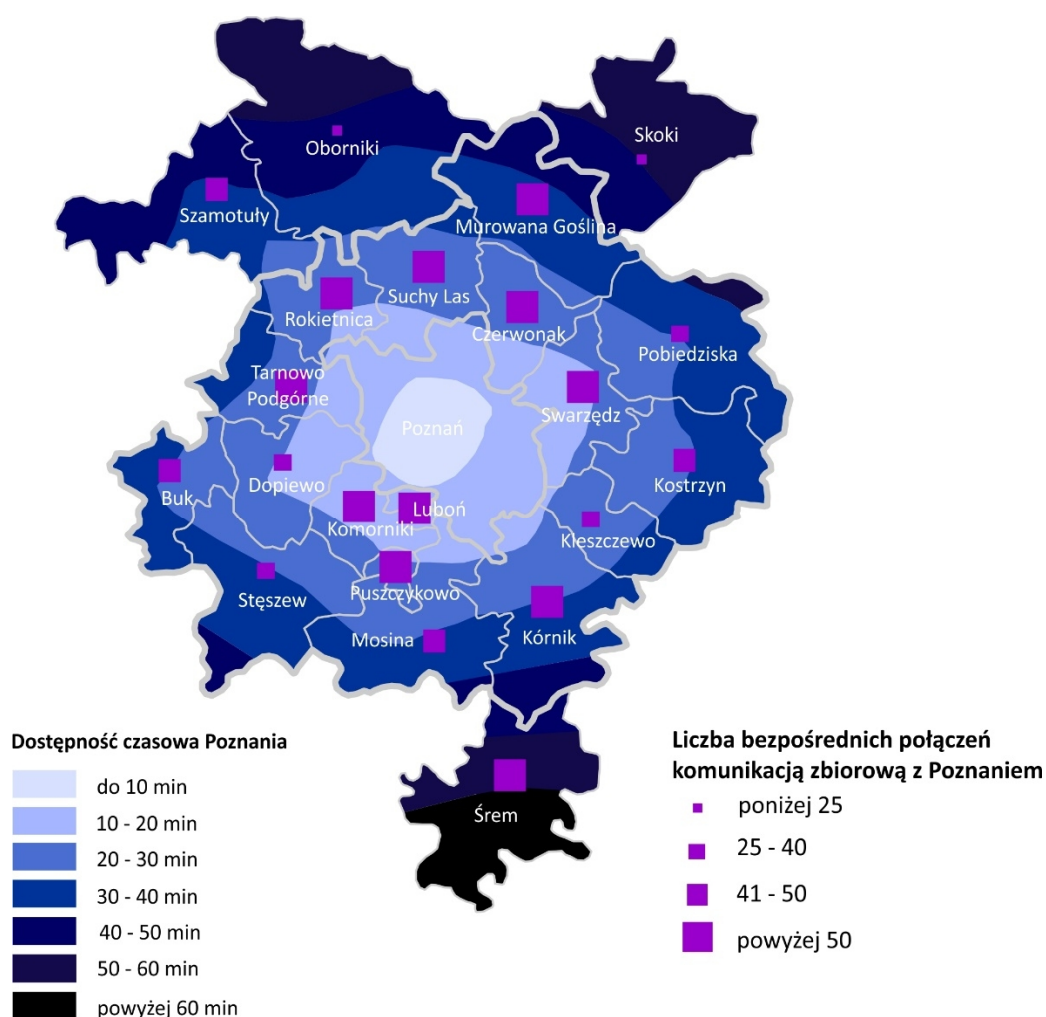 Skoki
Oborniki
Szamotuły
Murowana Goślina
Suchy Las
Rokietnica
Czerwonak
Pobiedziska
Tarnowo
Podgórne
Swarzędz
Poznań
Dopiewo
Buk
Kostrzyn
Komorniki
Luboń
Kleszczewo
Puszczykowo
Stęszew
Mosina
Kórnik
Śrem
Dostępność czasowa Poznania
do 10 min
10 - 20 min
20 - 30 min
30 - 40 min
40 - 50 min
50 - 60 min
powyżej 60 min
Liczba bezpośrednich połączeń
komunikacją zbiorową z Poznaniem
poniżej 25
25 - 40
41 - 50
powyżej 50